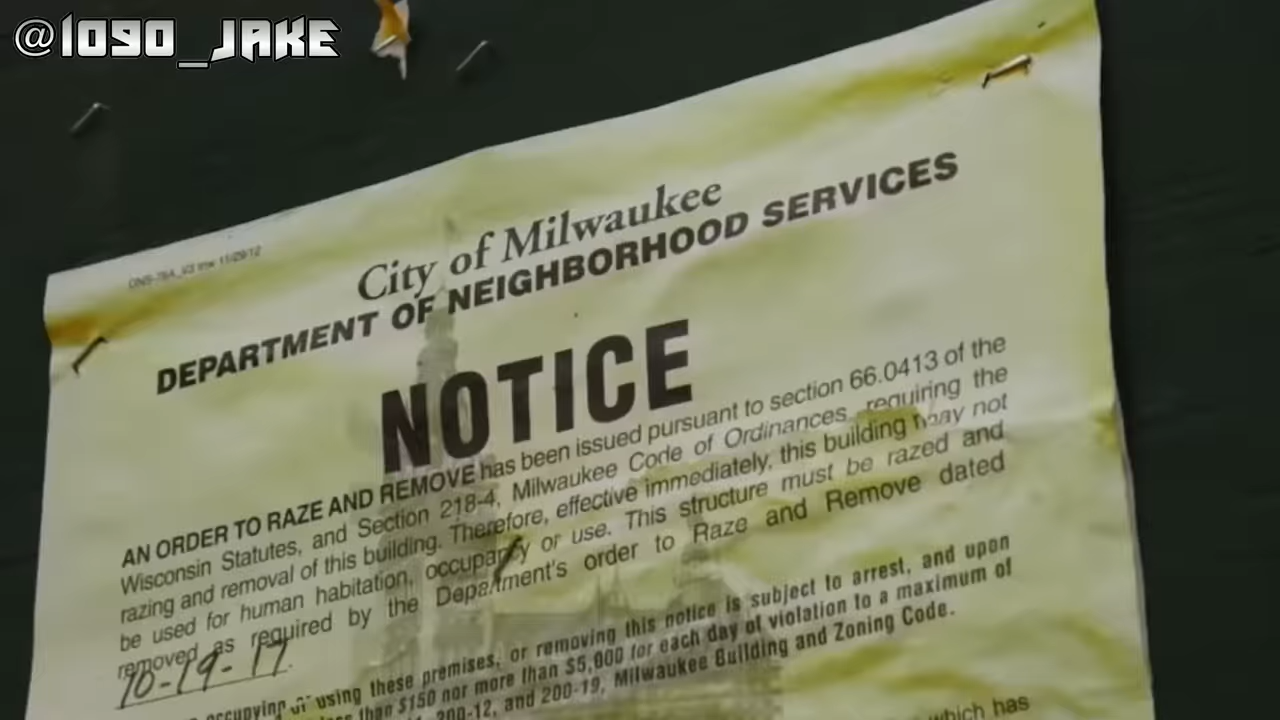 @1090_JAKE
City of Milwaukee
DEPARTMENT OF NEIGHBORHOOD SERVICES
NOTICE
AN ORDER TO RAZE AND REMOVE has been issued pursuant to section 66.0413 of the
Wisconsin Statutes, and Section 218-4, Milwaukee Code of Ordinances, requiring the
razing and removal of this building. Therefore, effective immediately, this building may not
be used for human habitation, occupancy or use. This structure must be razed and
removed as required by the Department's order to Raze and Remove dated
10-19-17.
occupying or using these premises, or removing this notice is subject to arrest, and upon
less than $150 nor more than $5,000 for each day of violation to a maximum of
200-12, and 200-19, Milwaukee Building and Zoning Code.
which has